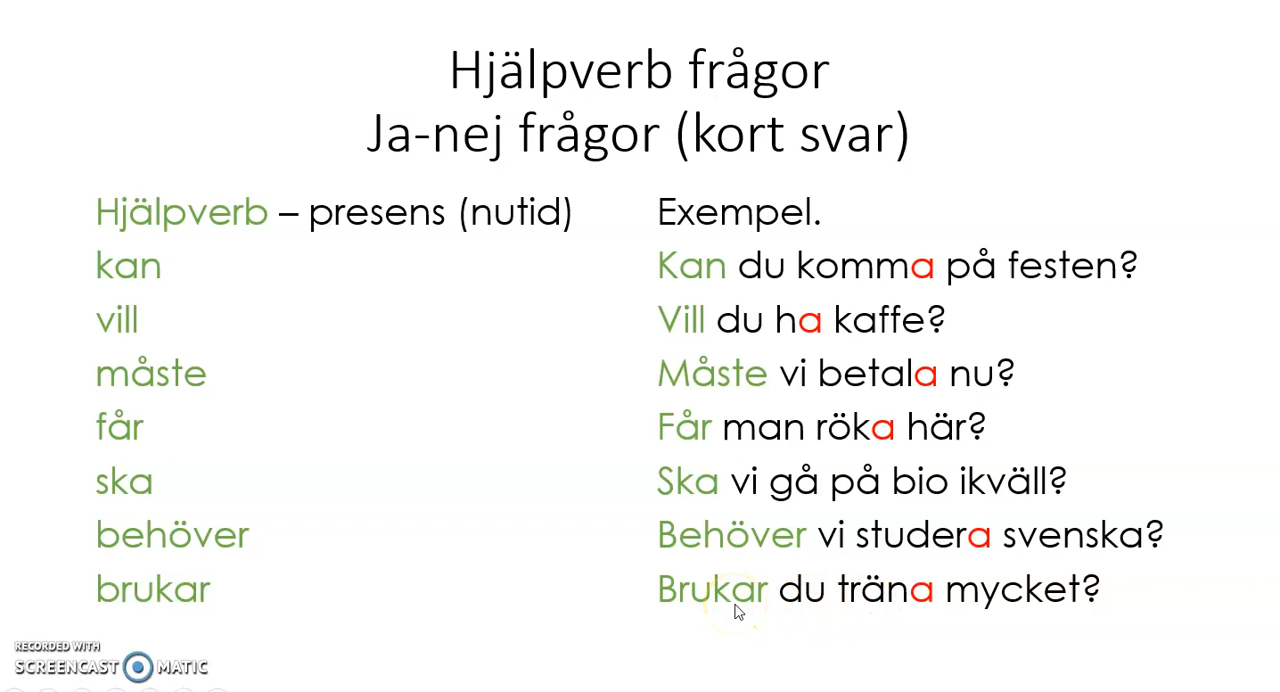 Hjälpverb frågor
Ja-nej frågor (kort svar)
Hjälpverb – presens (nutid)
kan
vill
måste
får
ska
behöver
brukar
Exempel.
Kan du komma på festen?
Vill du ha kaffe?
Måste vi betala nu?
Får man röka här?
Ska vi gå på bio ikväll?
Behöver vi studera svenska?
Brukar du träna mycket?
RECORDED WITH
SCREENCAST MATIC